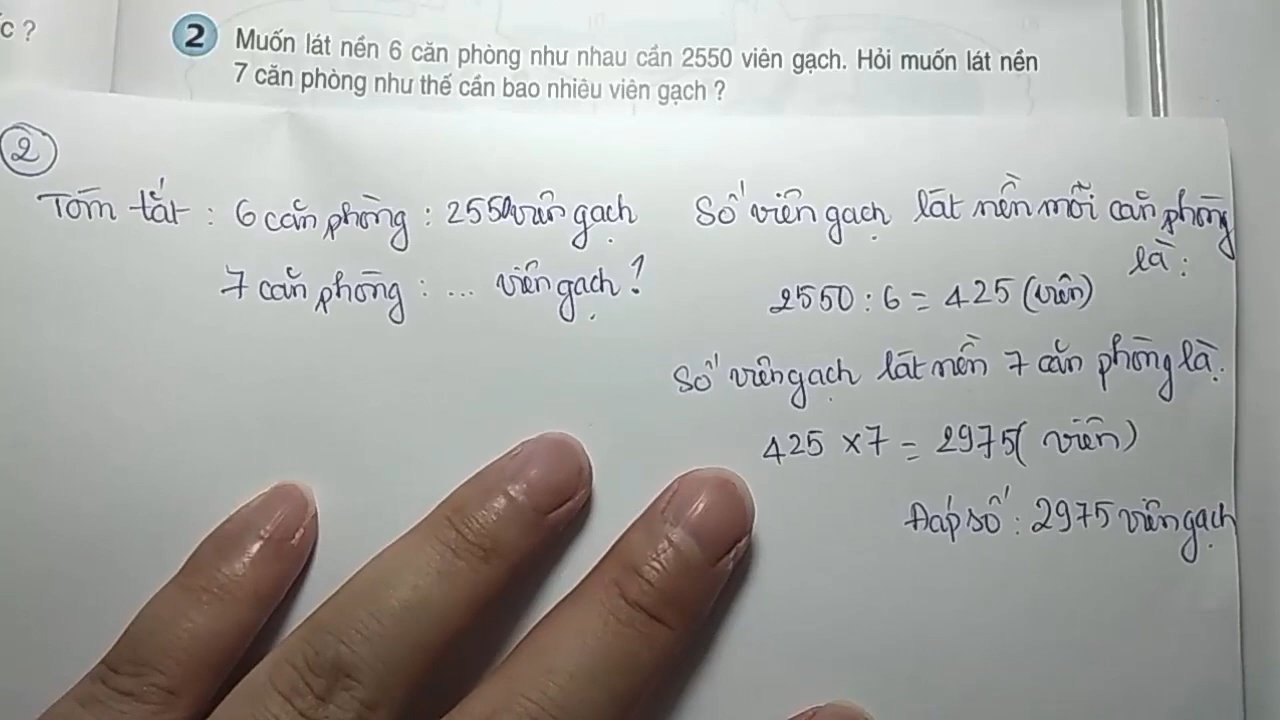 c ?
2 Muốn lát nền 6 căn phòng như nhau cần 2550 viên gạch. Hỏi muốn lát nền
7 căn phòng như thế cần bao nhiêu viên gạch ?
2
Tóm tắt : 6 căn phòng : 2550 viên gạch
7 căn phòng : ... viên gạch ?
Số viên gạch lát nền mỗi căn phòng
là :
2550 : 6 = 425 (viên)
Số viên gạch lát nền 7 căn phòng là :
425 x 7 = 2975 ( viên )
Đáp số : 2975 viên gạch